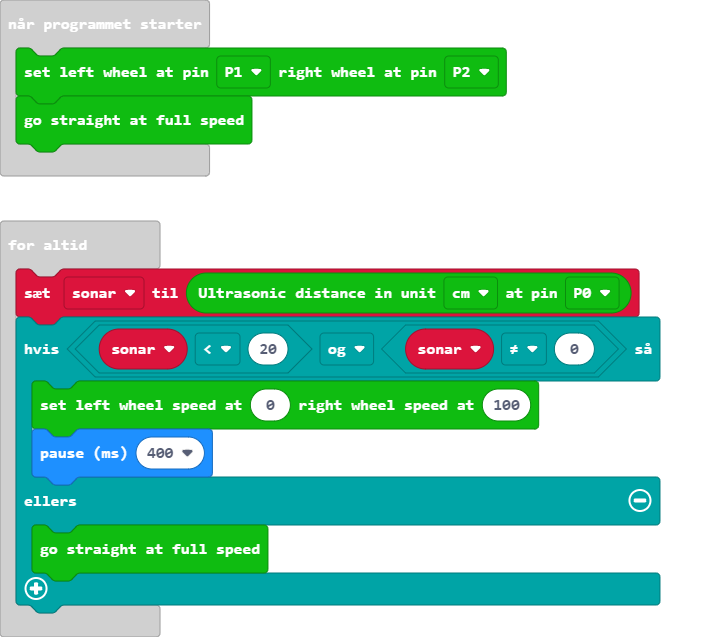 når programmet starter
set left wheel at pin P1 right wheel at pin P2
go straight at full speed
for altid
sæt sonar til Ultrasonic distance in unit cm at pin P0
hvis sonar < 20 og sonar ≠ 0 så
set left wheel speed at 0 right wheel speed at 100
pause (ms) 400
ellers
go straight at full speed